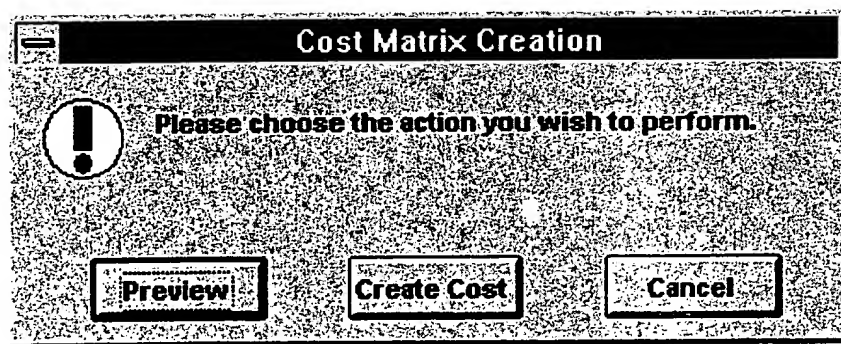 Cost Matrix Creation
Please choose the action you wish to perform.
Preview Create Cost Cancel